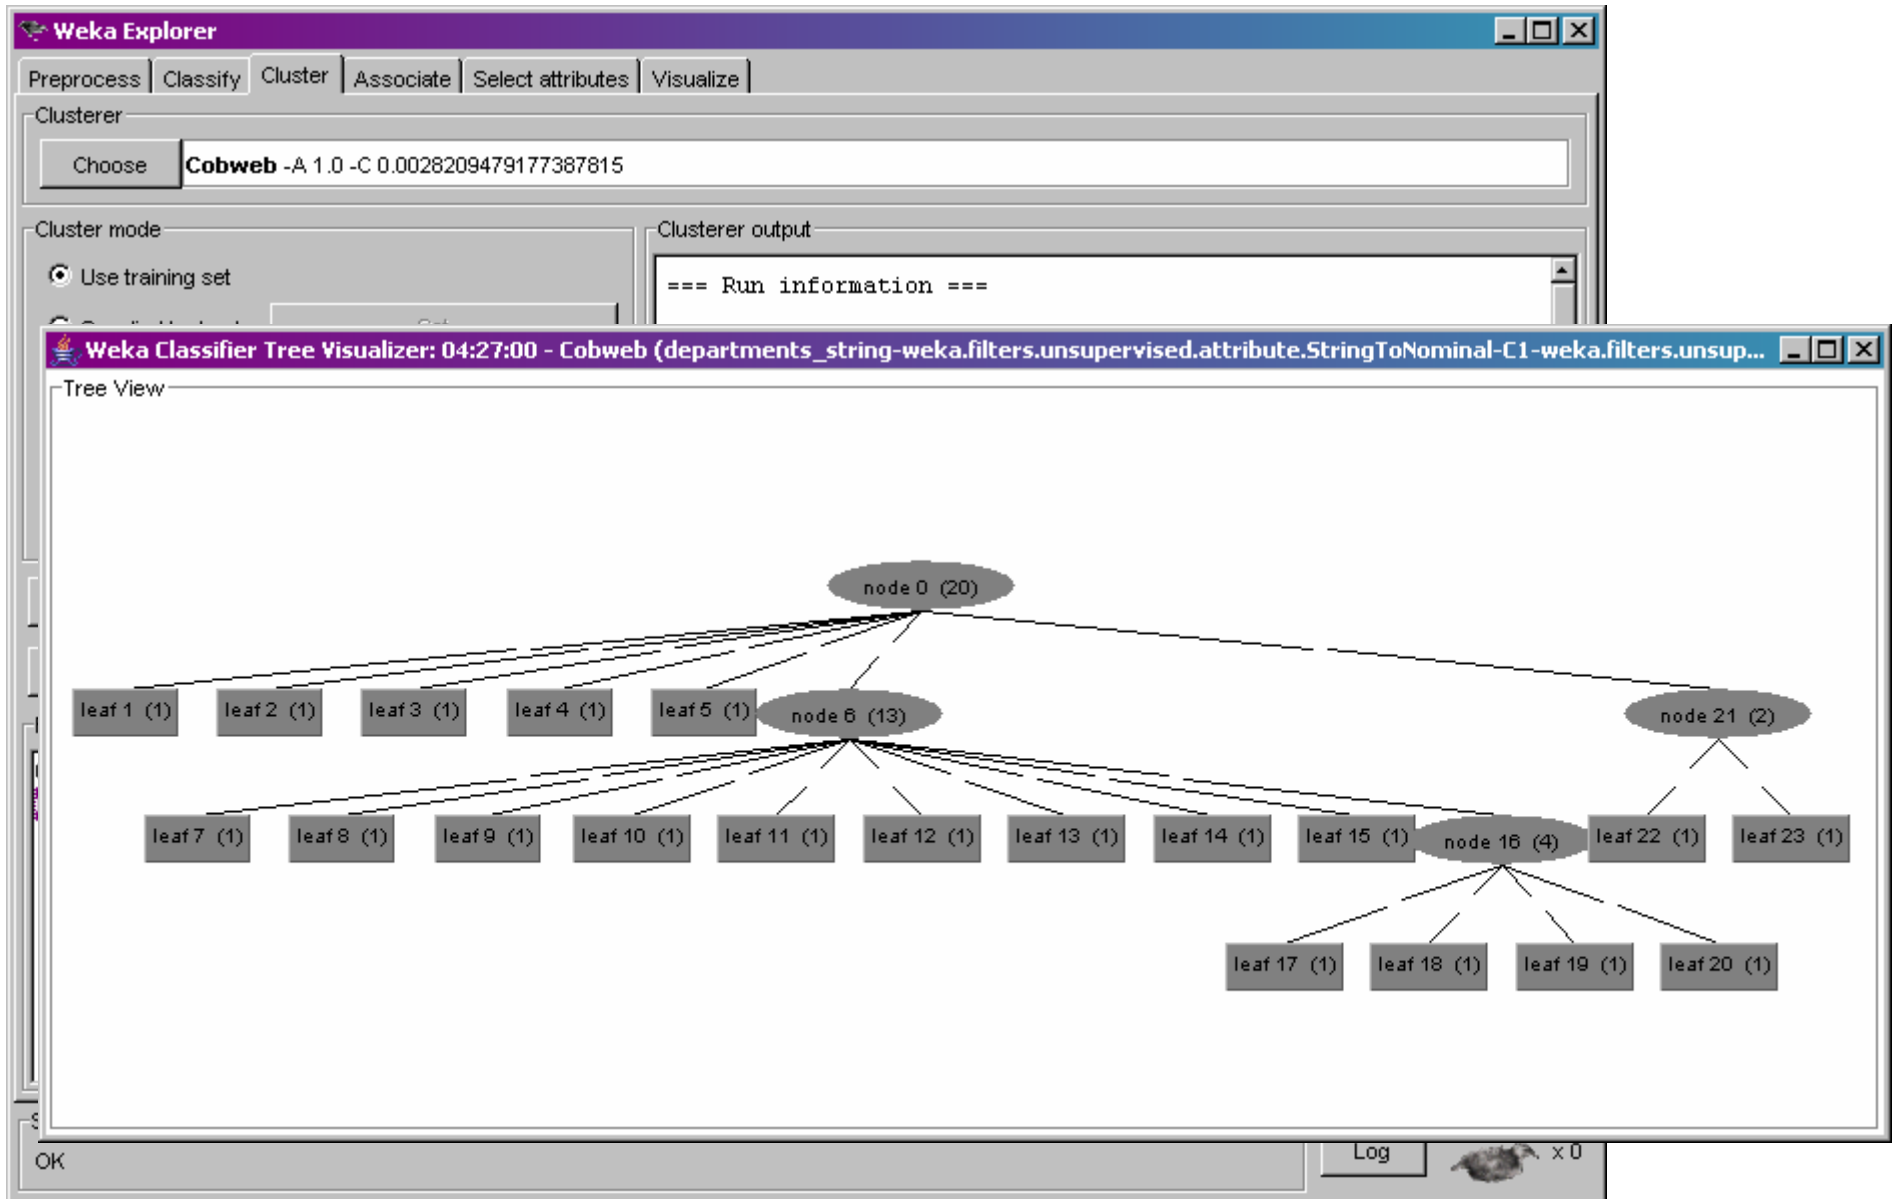 Weka Explorer
Preprocess Classify Cluster Associate Select attributes Visualize
Clusterer
Choose Cobweb -A 1.0 -C 0.0028209479177387815
Cluster mode Clusterer output
Use training set
=== Run information ===
Weka Classifier Tree Visualizer: 04:27:00 - Cobweb (departments_string-weka.filters.unsupervised.attribute.StringToNominal-C1-weka.filters.unsup...
Tree View
node 0 (20)
leaf 1 (1) leaf 2 (1) leaf 3 (1) leaf 4 (1) leaf 5 (1) node 6 (13) node 21 (2)
leaf 7 (1) leaf 8 (1) leaf 9 (1) leaf 10 (1) leaf 11 (1) leaf 12 (1) leaf 13 (1) leaf 14 (1) leaf 15 (1) node 16 (4) leaf 22 (1) leaf 23 (1)
leaf 17 (1) leaf 18 (1) leaf 19 (1) leaf 20 (1)
OK Log x 0